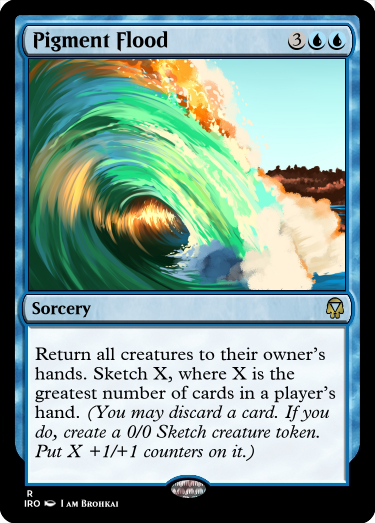 Pigment Flood 3
Sorcery
Return all creatures to their owner's
hands. Sketch X, where X is the
greatest number of cards in a player's
hand. (You may discard a card. If you
do, create a 0/0 Sketch creature token.
Put X +1/+1 counters on it.)
R
IRO I am Brohkai